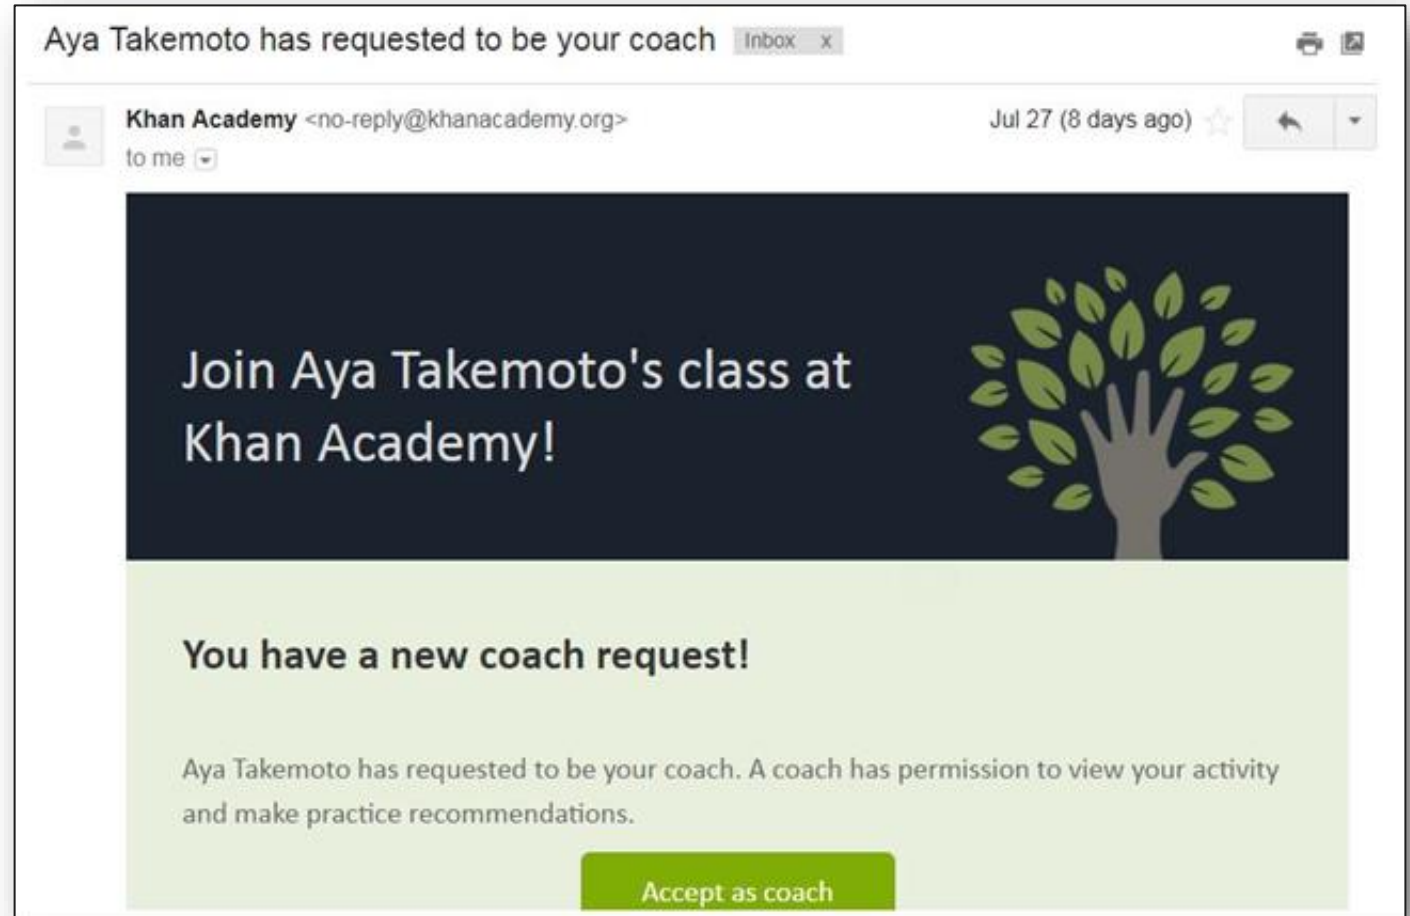 Aya Takemoto has requested to be your coach Inbox x
Khan Academy <no-reply@khanacademy.org> Jul 27 (8 days ago)
to me
Join Aya Takemoto's class at
Khan Academy!
You have a new coach request!
Aya Takemoto has requested to be your coach. A coach has permission to view your activity
and make practice recommendations.
Accept as coach